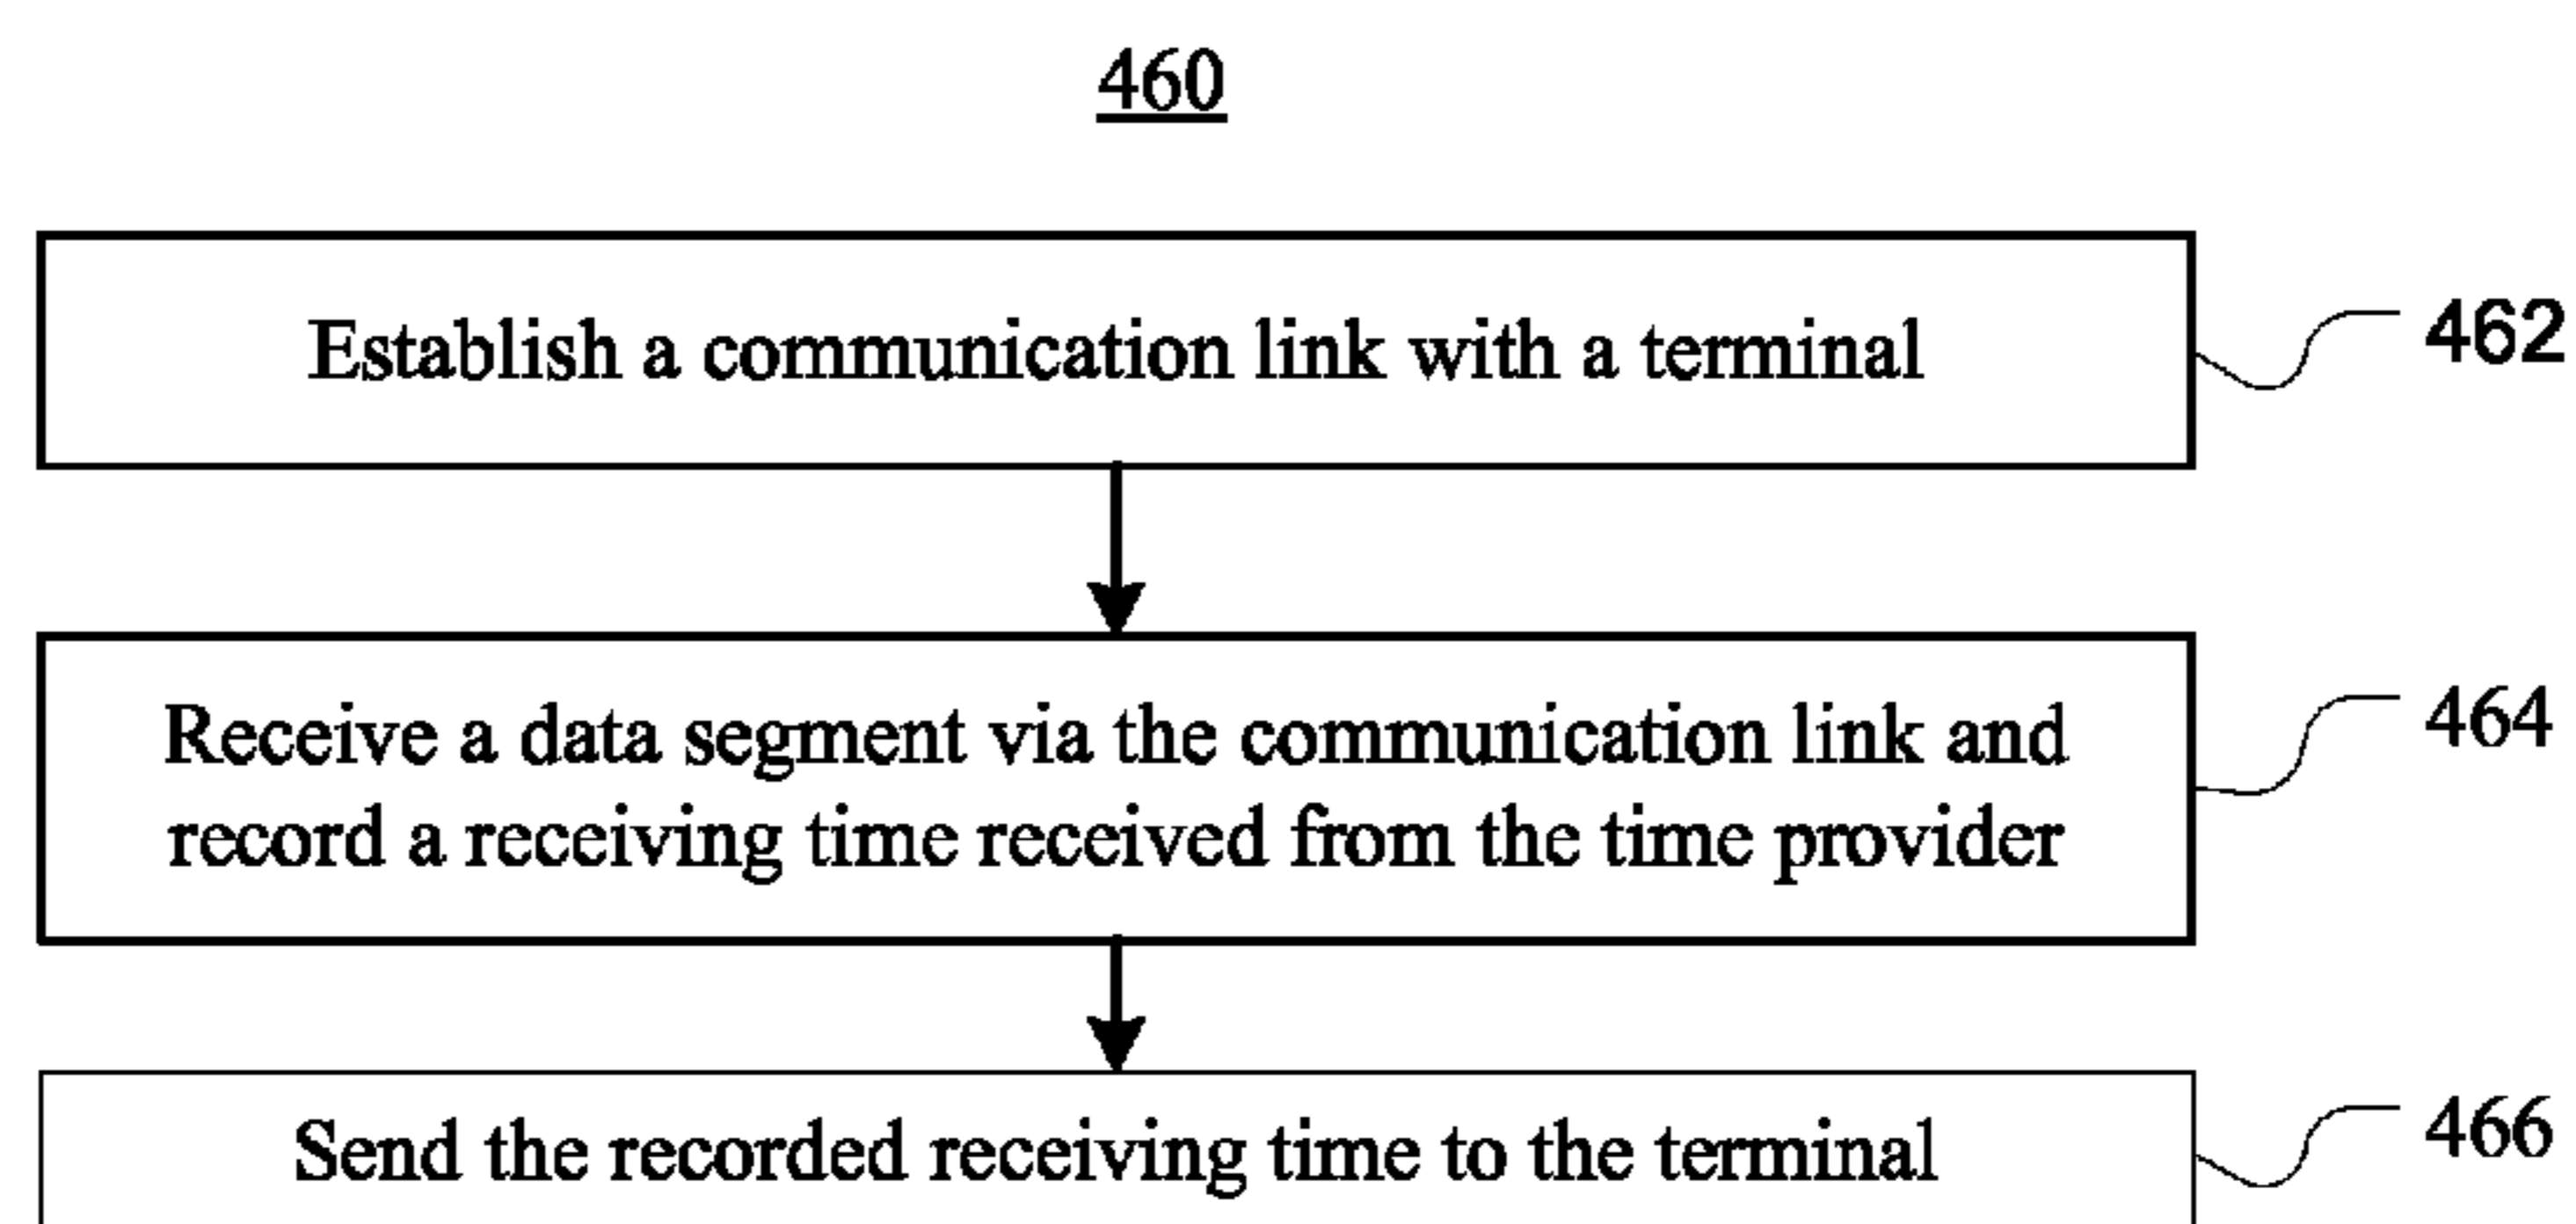 460
Establish a communication link with a terminal
462
Receive a data segment via the communication link and
record a receiving time received from the time provider
464
Send the recorded receiving time to the terminal
466